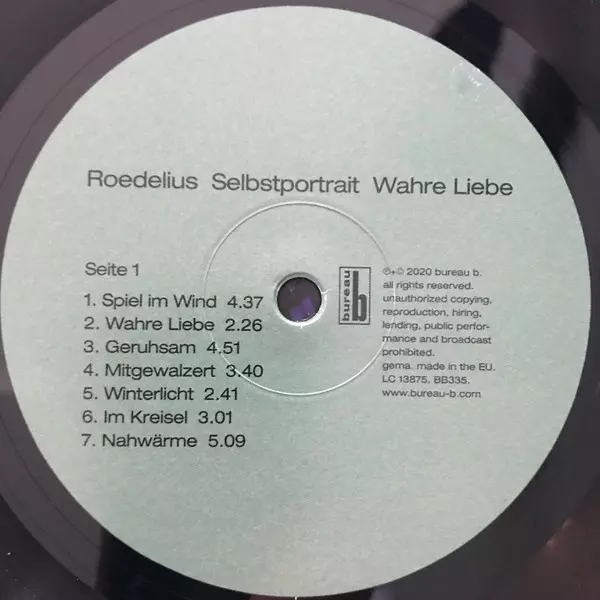 Roedelius Selbstportrait Wahre Liebe
Seite 1
1. Spiel im Wind 4.37
2. Wahre Liebe 2.26
3. Geruhsam 4.51
4. Mitgewalzert 3.40
5. Winterlicht 2.41
6. Im Kreisel 3.01
7. Nahwärme 5.09
bureau b
℗+© 2020 bureau b.
all rights reserved.
unauthorized copying,
reproduction, hiring,
lending, public perfor-
mance and broadcast
prohibited.
gema. made in the EU.
LC 13875. BB335.
www.bureau-b.com